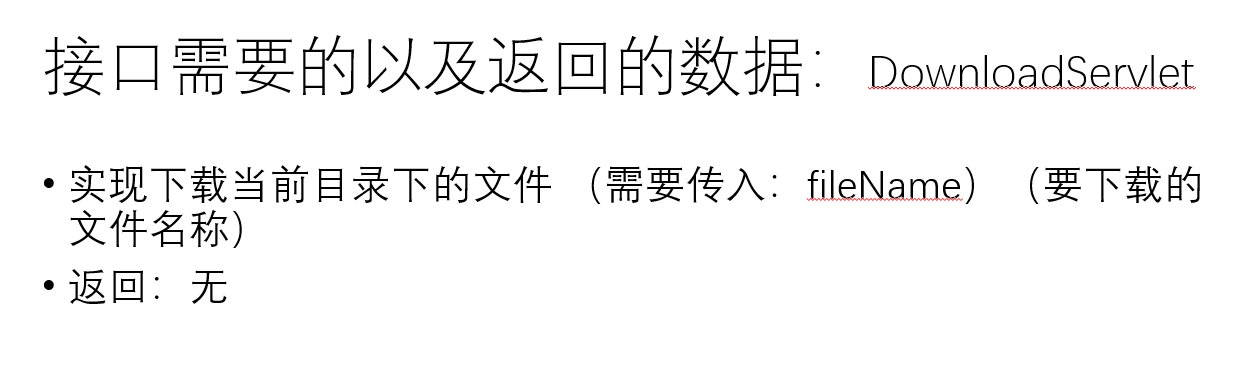 接口需要的以及返回的数据： DownloadServlet
• 实现下载当前目录下的文件 （需要传入：fileName）（要下载的
文件名称）
• 返回： 无